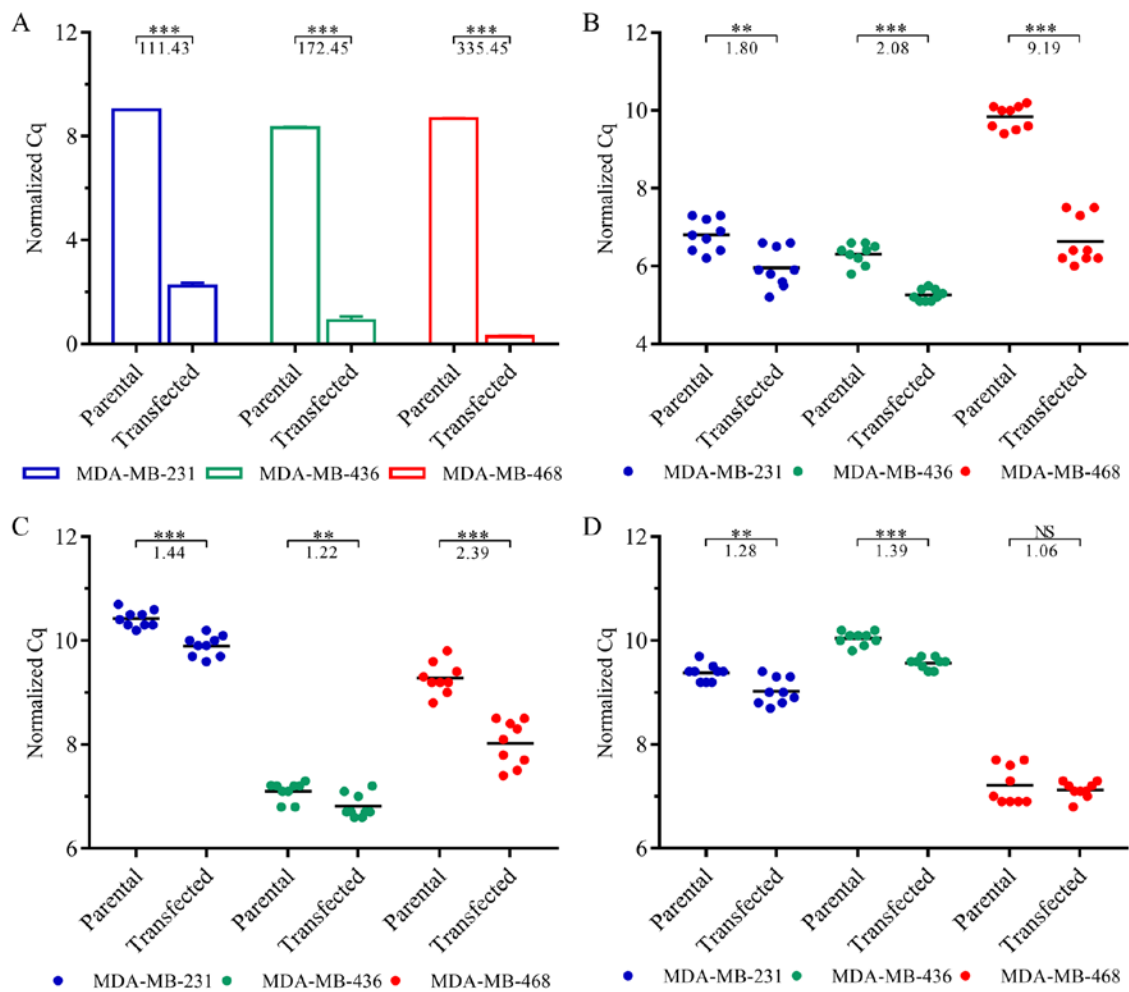 A
Normalized Cq
12
8
4
0
***
111.43
***
172.45
***
335.45
Parental
Transfected
Parental
Transfected
Parental
Transfected
MDA-MB-231 MDA-MB-436 MDA-MB-468
B
Normalized Cq
12
10
8
6
4
**
1.80
***
2.08
***
9.19
Parental
Transfected
Parental
Transfected
Parental
Transfected
MDA-MB-231 MDA-MB-436 MDA-MB-468
C
Normalized Cq
12
10
8
6
***
1.44
**
1.22
***
2.39
Parental
Transfected
Parental
Transfected
Parental
Transfected
MDA-MB-231 MDA-MB-436 MDA-MB-468
D
Normalized Cq
12
10
8
6
**
1.28
***
1.39
NS
1.06
Parental
Transfected
Parental
Transfected
Parental
Transfected
MDA-MB-231 MDA-MB-436 MDA-MB-468